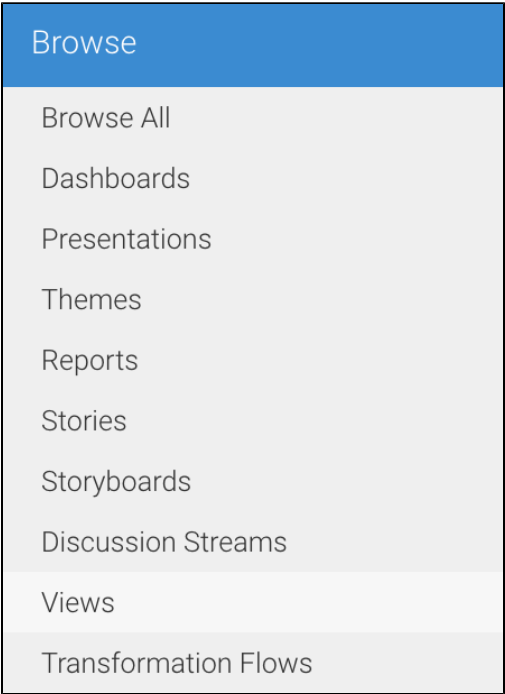 Browse
Browse All
Dashboards
Presentations
Themes
Reports
Stories
Storyboards
Discussion Streams
Views
Transformation Flows